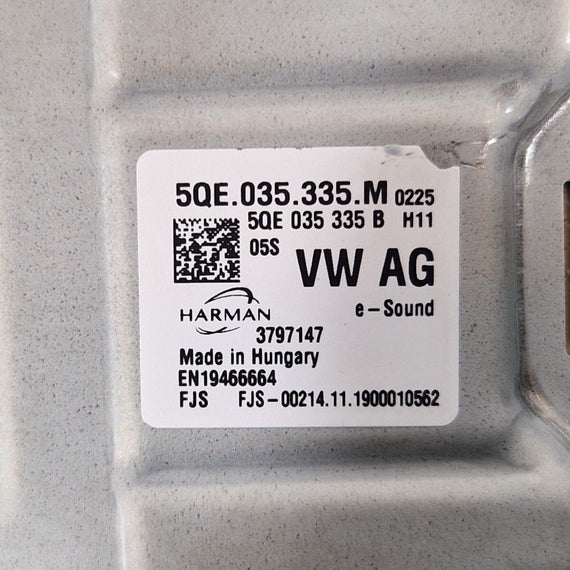 5QE.035.335.M 0225
5QE 035 335 B H11
05S
VW AG
HARMAN
e-Sound
3797147
Made in Hungary
EN19466664
FJS FJS-00214.11.1900010562